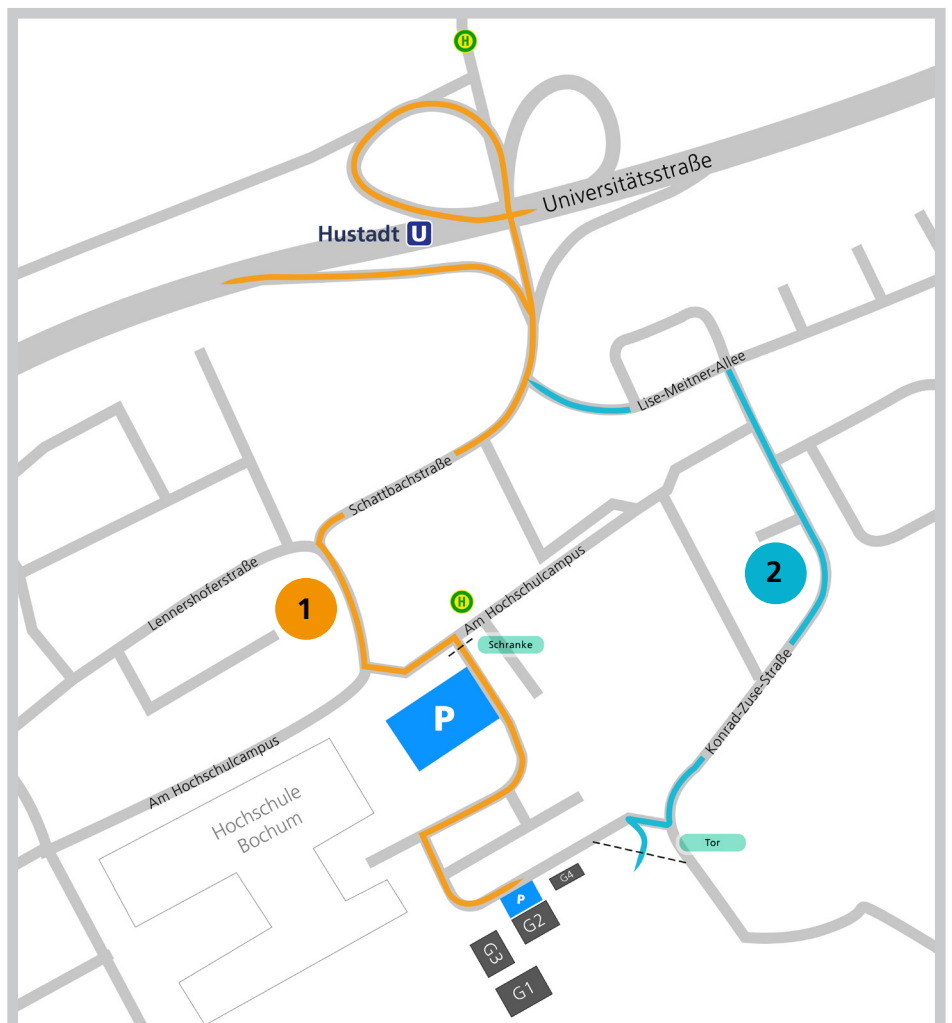 H
Universitätsstraße
Hustadt U
Lise-Meitner-Allee
Schattbachstraße
Lennershoferstraße
Am Hochschulcampus
2
1
H
Schranke
Konrad-Zuse-Straße
P
Am Hochschulcampus
Hochschule
Bochum
Tor
G4
P
G2
G3
G1